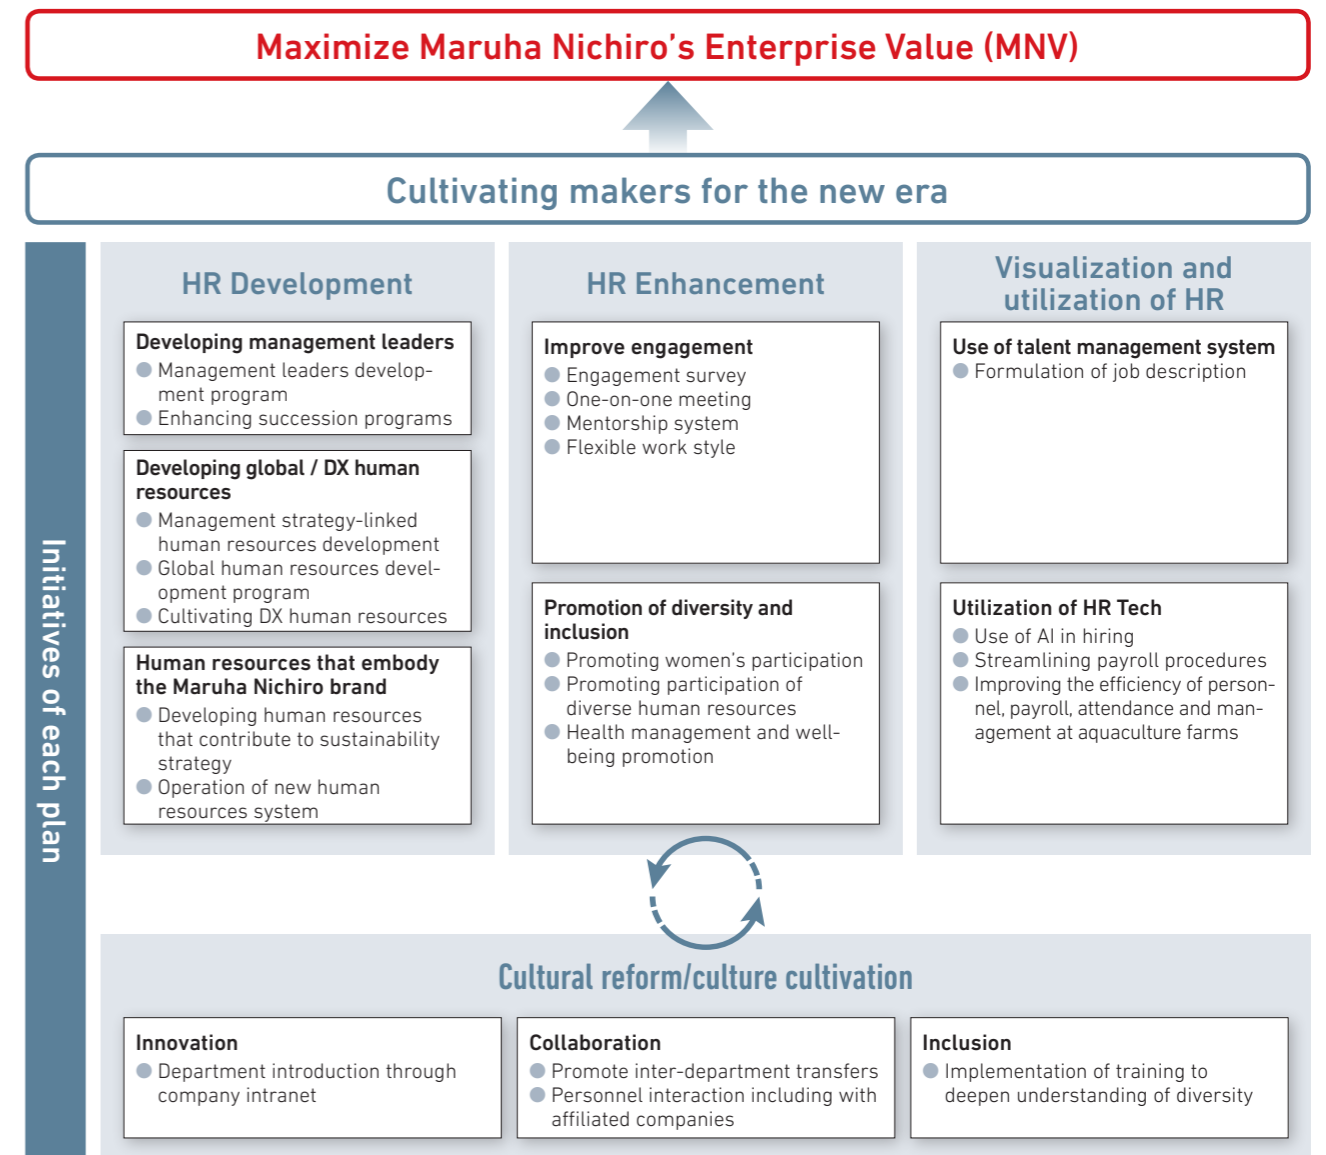 Maximize Maruha Nichiro’s Enterprise Value (MNV)
Cultivating makers for the new era
Initiatives of each plan
HR Development
Developing management leaders
● Management leaders develop-
ment program
● Enhancing succession programs
Developing global / DX human
resources
● Management strategy-linked
human resources development
● Global human resources devel-
opment program
● Cultivating DX human resources
Human resources that embody
the Maruha Nichiro brand
● Developing human resources
that contribute to sustainability
strategy
● Operation of new human
resources system
HR Enhancement
Improve engagement
● Engagement survey
● One-on-one meeting
● Mentorship system
● Flexible work style
Promotion of diversity and
inclusion
● Promoting women’s participation
● Promoting participation of
diverse human resources
● Health management and well-
being promotion
Visualization and
utilization of HR
Use of talent management system
● Formulation of job description
Utilization of HR Tech
● Use of AI in hiring
● Streamlining payroll procedures
● Improving the efficiency of person-
nel, payroll, attendance and man-
agement at aquaculture farms
Cultural reform/culture cultivation
Innovation
● Department introduction through
company intranet
Collaboration
● Promote inter-department transfers
● Personnel interaction including with
affiliated companies
Inclusion
● Implementation of training to
deepen understanding of diversity